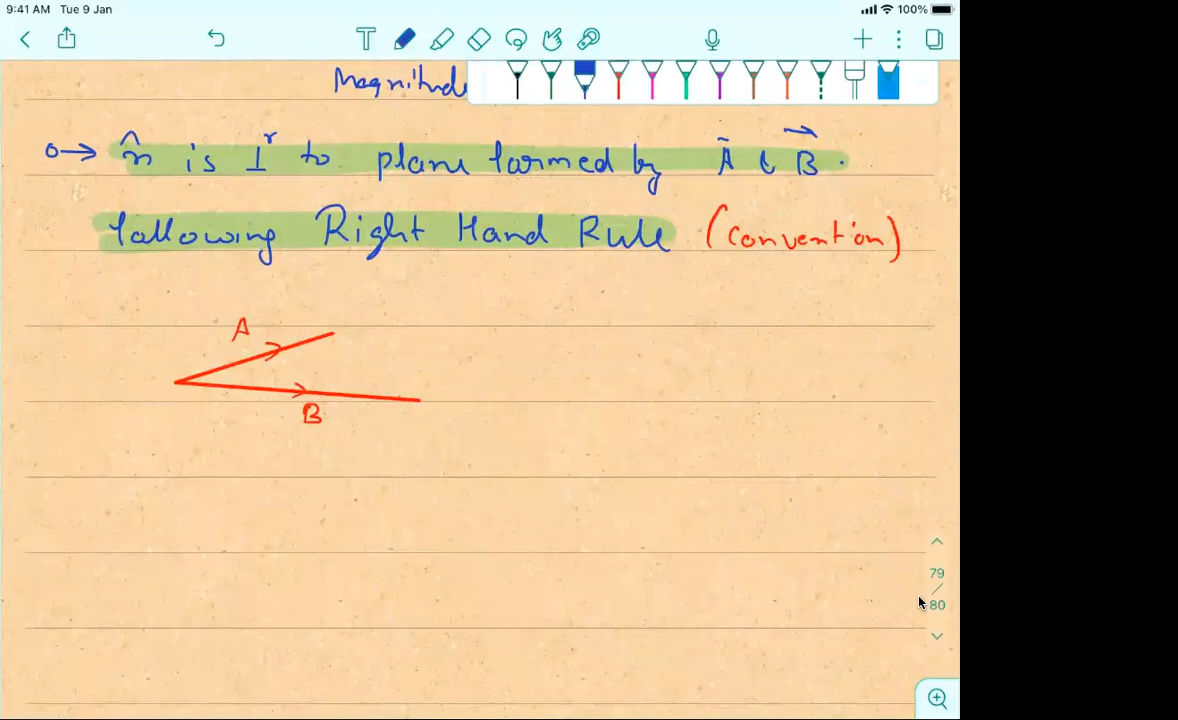 9:41 AM Tue 9 Jan 100%
Magnitude
o→ n̂ is ⊥ʳ to plane formed by A⃗ & B⃗.
following Right Hand Rule (convention)
A
B
79
/
80